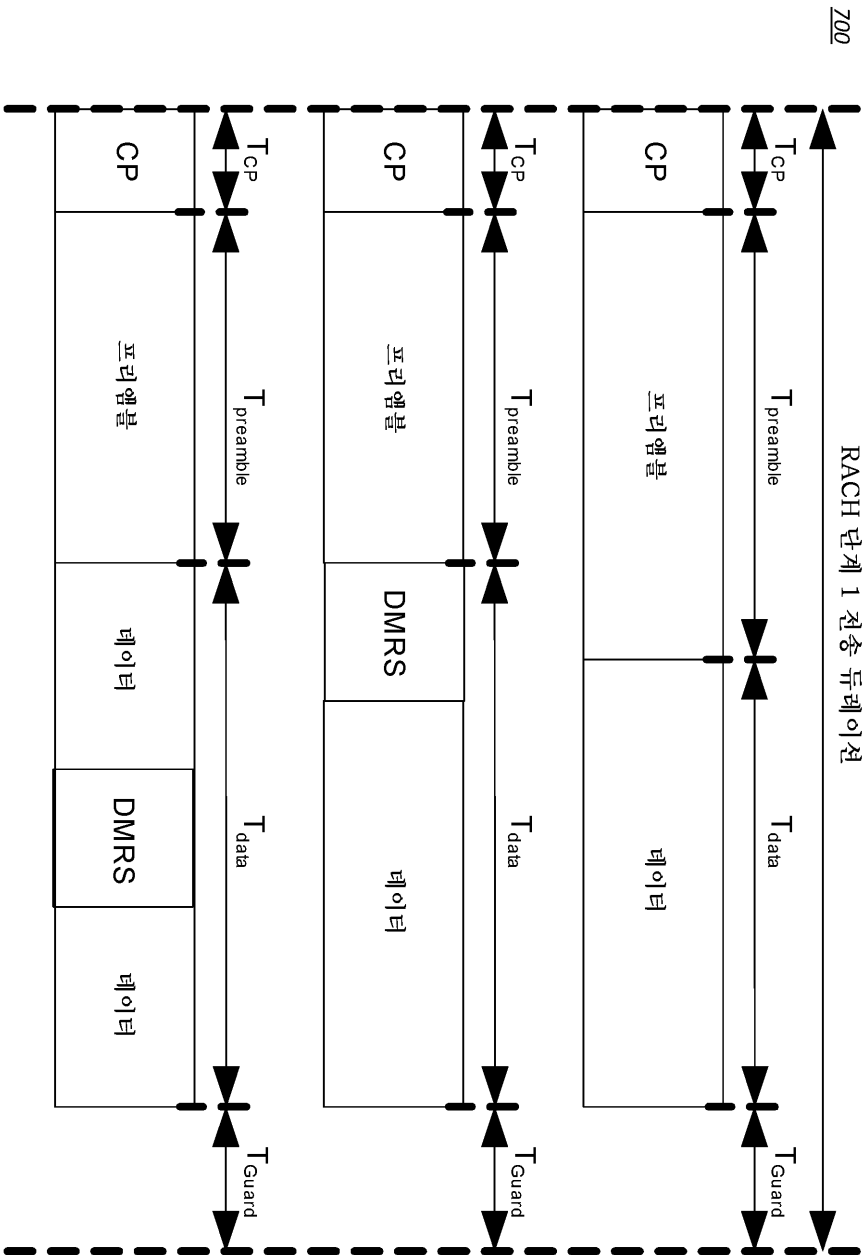 700
RACH 단계 1 전송 듀레이션
T_CP T_preamble T_data T_Guard
CP 프리앰블 데이터
T_CP T_preamble T_data T_Guard
CP 프리앰블 DMRS 데이터
T_CP T_preamble T_data T_Guard
CP 프리앰블 데이터 DMRS 데이터